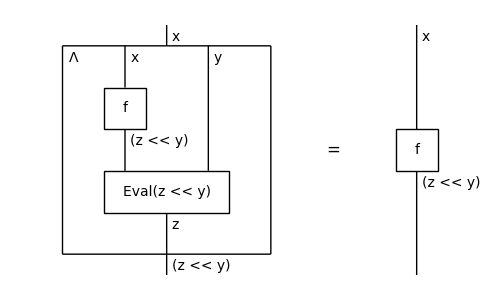 x
Λ
x
y
f
(z << y)
Eval(z << y)
z
(z << y)
=
x
f
(z << y)